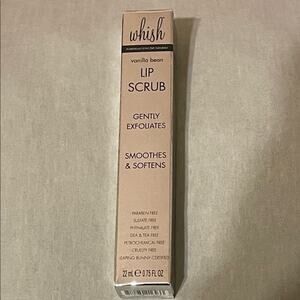 whish
vanilla bean
LIP
SCRUB
GENTLY
EXFOLIATES
SMOOTHES
& SOFTENS
PARABEN FREE
SULFATE FREE
PHTHALATE FREE
DEA & TEA FREE
PETROCHEMICAL FREE
CRUELTY FREE
LEAPING BUNNY CERTIFIED
22 mL ℮ 0.75 FL OZ